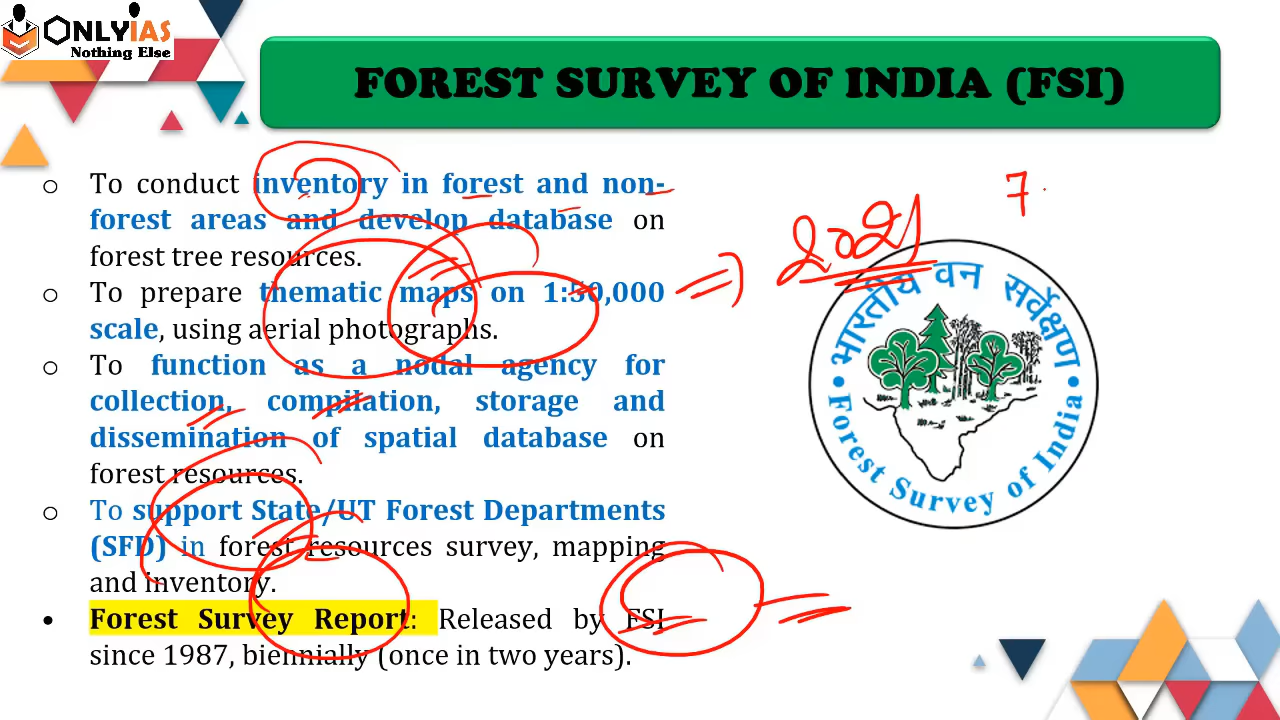 ONLYIAS
Nothing Else
FOREST SURVEY OF INDIA (FSI)
o To conduct inventory in forest and non-
forest areas and develop database on
forest tree resources.
o To prepare thematic maps on 1:50,000
scale, using aerial photographs.
o To function as a nodal agency for
collection, compilation, storage and
dissemination of spatial database on
forest resources.
o To support State/UT Forest Departments
(SFD) in forest resources survey, mapping
and inventory.
• Forest Survey Report: Released by FSI
since 1987, biennially (once in two years).
⇒ 2021
7
भारतीय वन सर्वेक्षण
• Forest Survey of India •